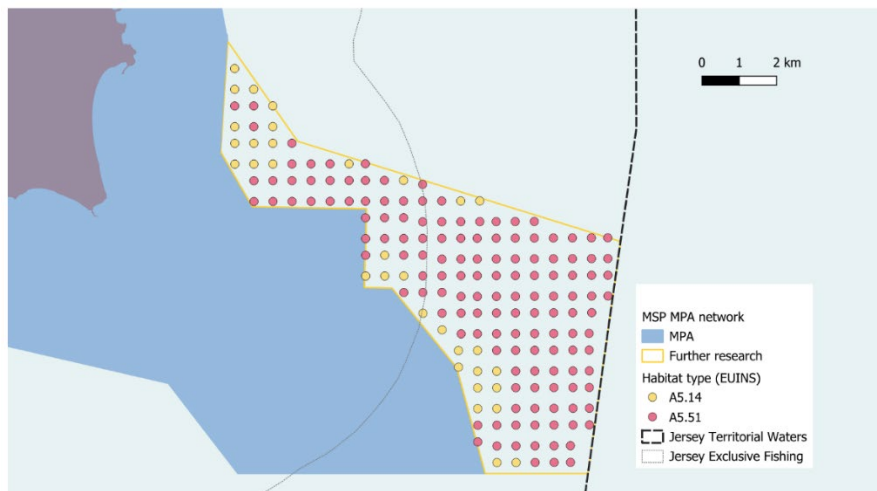 0 1 2 km
MSP MPA network
MPA
Further research
Habitat type (EUINS)
A5.14
A5.51
Jersey Territorial Waters
Jersey Exclusive Fishing